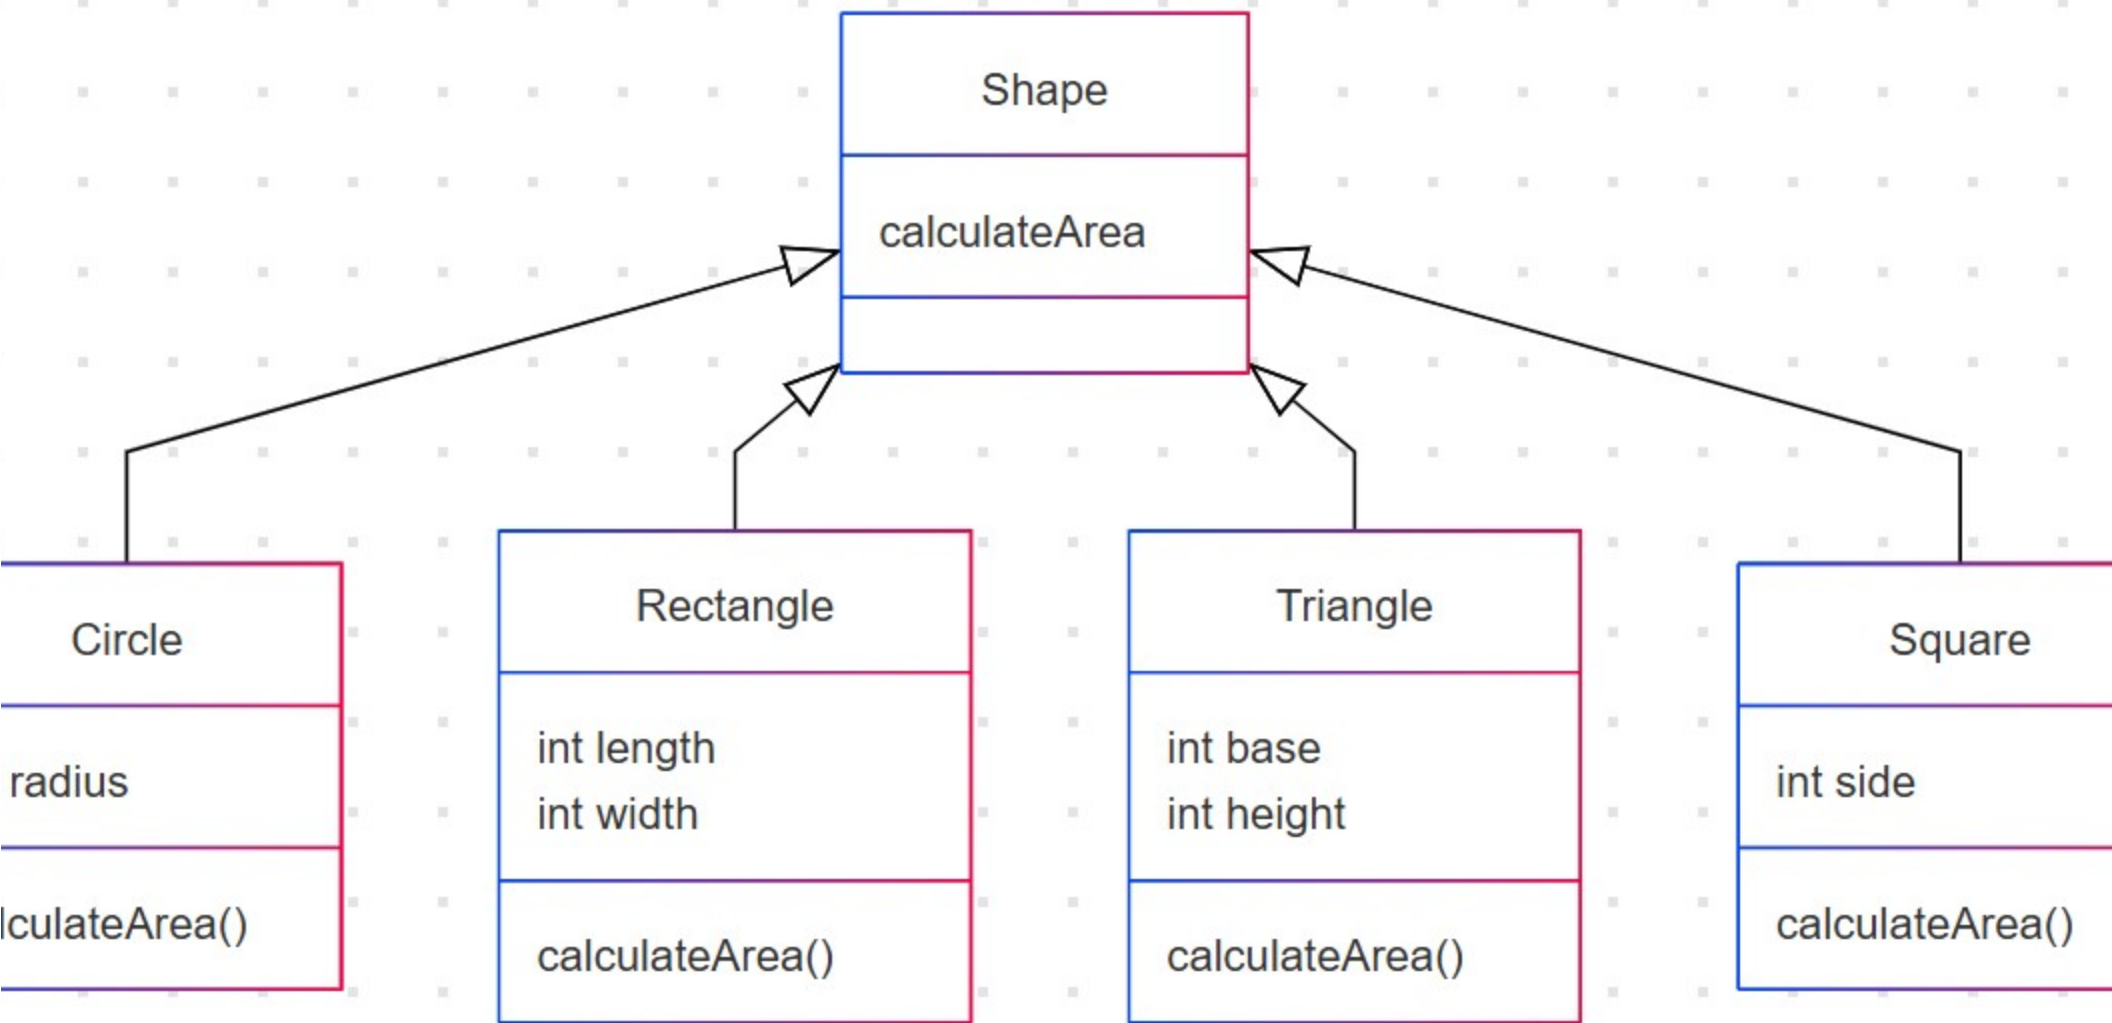 Shape
calculateArea
Circle
radius
culateArea()
Rectangle
int length
int width
calculateArea()
Triangle
int base
int height
calculateArea()
Square
int side
calculateArea()